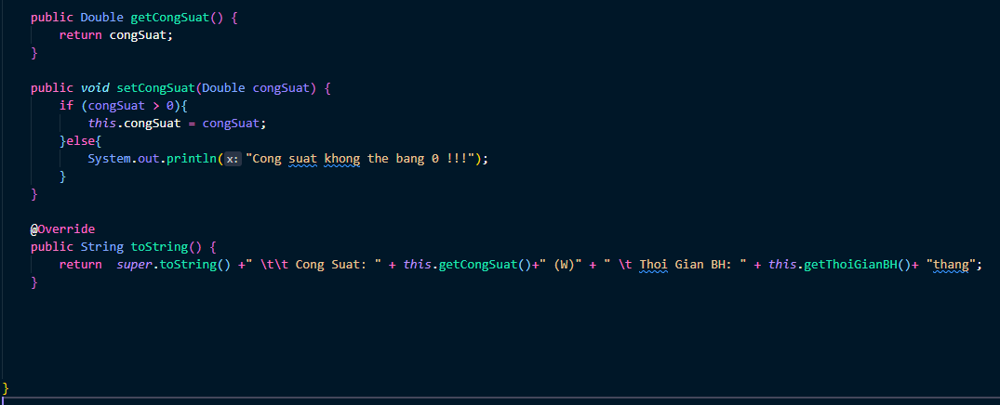 public Double getCongSuat() {
return congSuat;
}
public void setCongSuat(Double congSuat) {
if (congSuat > 0){
this.congSuat = congSuat;
}else{
System.out.println(x: "Cong suat khong the bang 0 !!!");
}
}
@Override
public String toString() {
return  super.toString() +" \t\t Cong Suat: " + this.getCongSuat()+" (W)" + " \t Thoi Gian BH: " + this.getThoiGianBH()+ "thang";
}
}